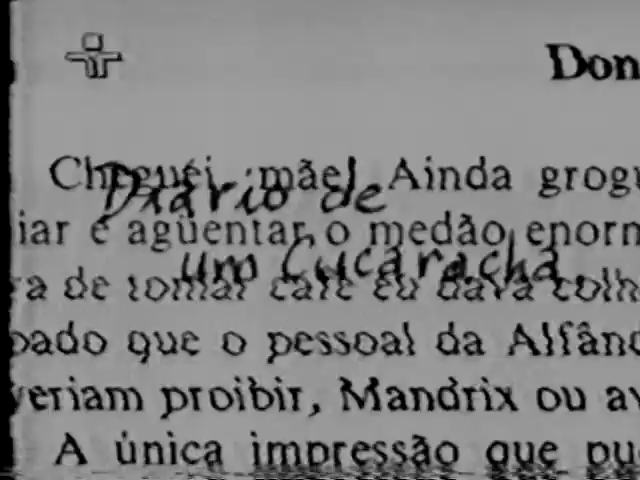 Don
Cheguei, mãe! Ainda grogu
Diário de
iar e agüentar o medão enorm
um Cucaracha
a de tomar café eu dava colh
pado que o pessoal da Alfând
veriam proibir, Mandrix ou av
A única impressão que pu